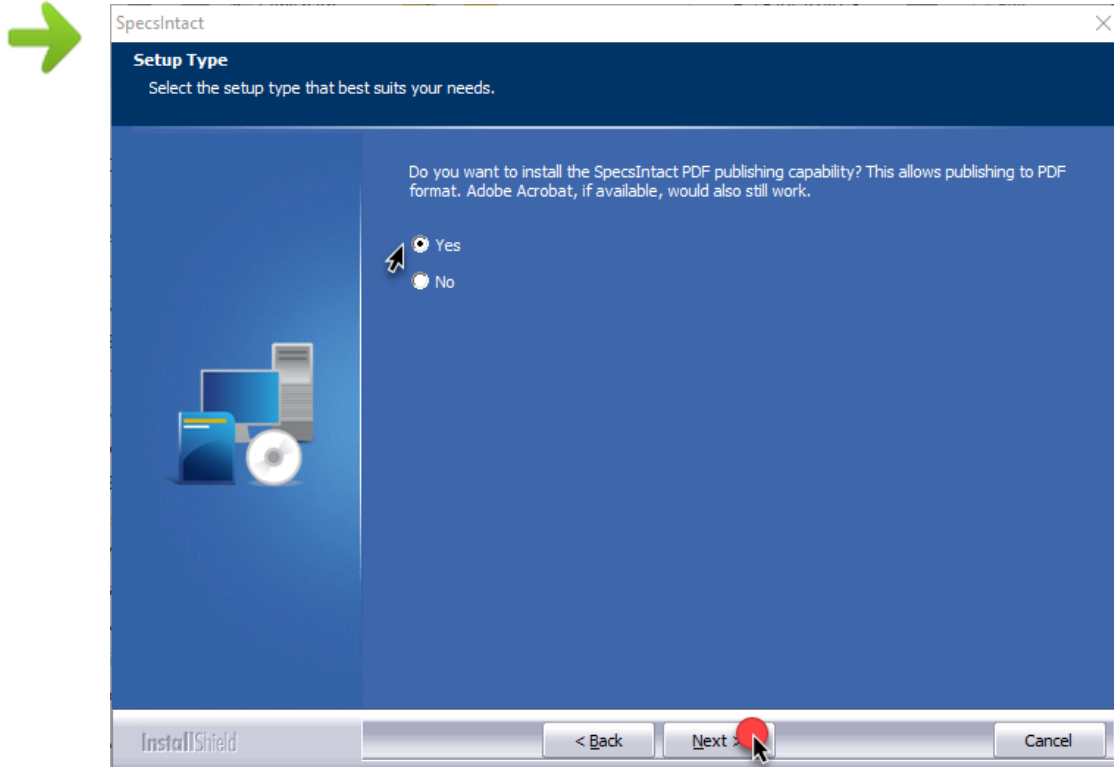 SpecsIntact
Setup Type
Select the setup type that best suits your needs.
Do you want to install the SpecsIntact PDF publishing capability? This allows publishing to PDF
format. Adobe Acrobat, if available, would also still work.
Yes
No
InstallShield
< Back
Next >
Cancel